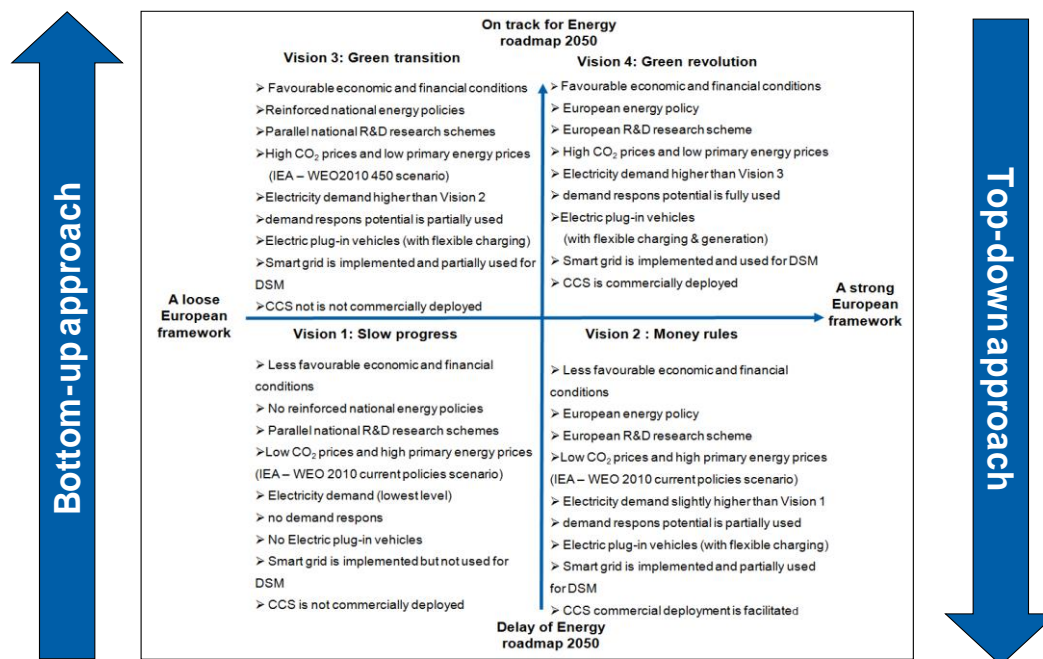 Bottom-up approach
On track for Energy
roadmap 2050
Vision 3: Green transition
➢ Favourable economic and financial conditions
➢Reinforced national energy policies
➢Parallel national R&D research schemes
➢High CO₂ prices and low primary energy prices
(IEA – WEO2010 450 scenario)
➢Electricity demand higher than Vision 2
➢demand respons potential is partially used
➢Electric plug-in vehicles (with flexible charging)
➢Smart grid is implemented and partially used for
DSM
➢CCS not is not commercially deployed
Vision 4: Green revolution
➢Favourable economic and financial conditions
➢ European energy policy
➢ European R&D research scheme
➢ High CO₂ prices and low primary energy prices
➢ Electricity demand higher than Vision 3
➢ demand respons potential is fully used
➢Electric plug-in vehicles
(with flexible charging & generation)
➢ Smart grid is implemented and used for DSM
➢ CCS is commercially deployed
A loose
European
framework
A strong
European
framework
Vision 1: Slow progress
➢ Less favourable economic and financial
conditions
➢ No reinforced national energy policies
➢ Parallel national R&D research schemes
➢Low CO₂ prices and high primary energy prices
(IEA – WEO 2010 current policies scenario)
➢ Electricity demand (lowest level)
➢ no demand respons
➢ No Electric plug-in vehicles
➢ Smart grid is implemented but not used for
DSM
➢ CCS is not commercially deployed
Vision 2 : Money rules
➢ Less favourable economic and financial
conditions
➢ European energy policy
➢ European R&D research scheme
➢Low CO₂ prices and high primary energy prices
(IEA – WEO 2010 current policies scenario)
➢ Electricity demand slightly higher than Vision 1
➢ demand respons potential is partially used
➢ Electric plug-in vehicles (with flexible charging)
➢ Smart grid is implemented and partially used
for DSM
➢ CCS commercial deployment is facilitated
Delay of Energy
roadmap 2050
Top-down approach